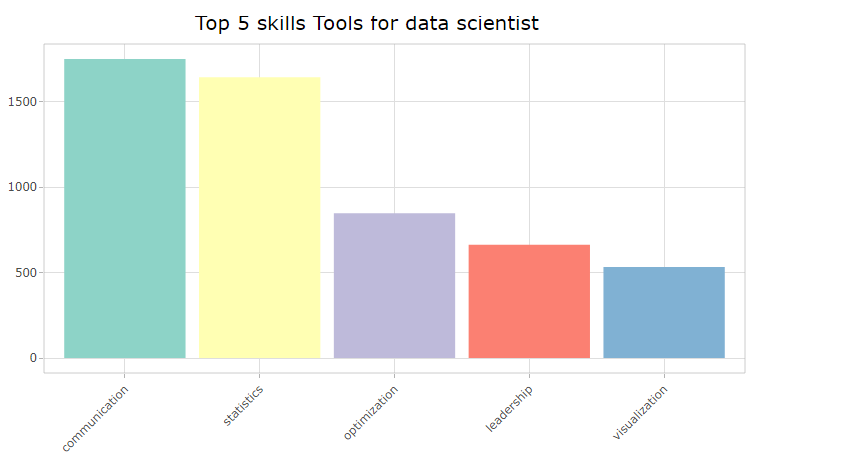 Top 5 skills Tools for data scientist
1500
1000
500
0
communication
statistics
optimization
leadership
visualization